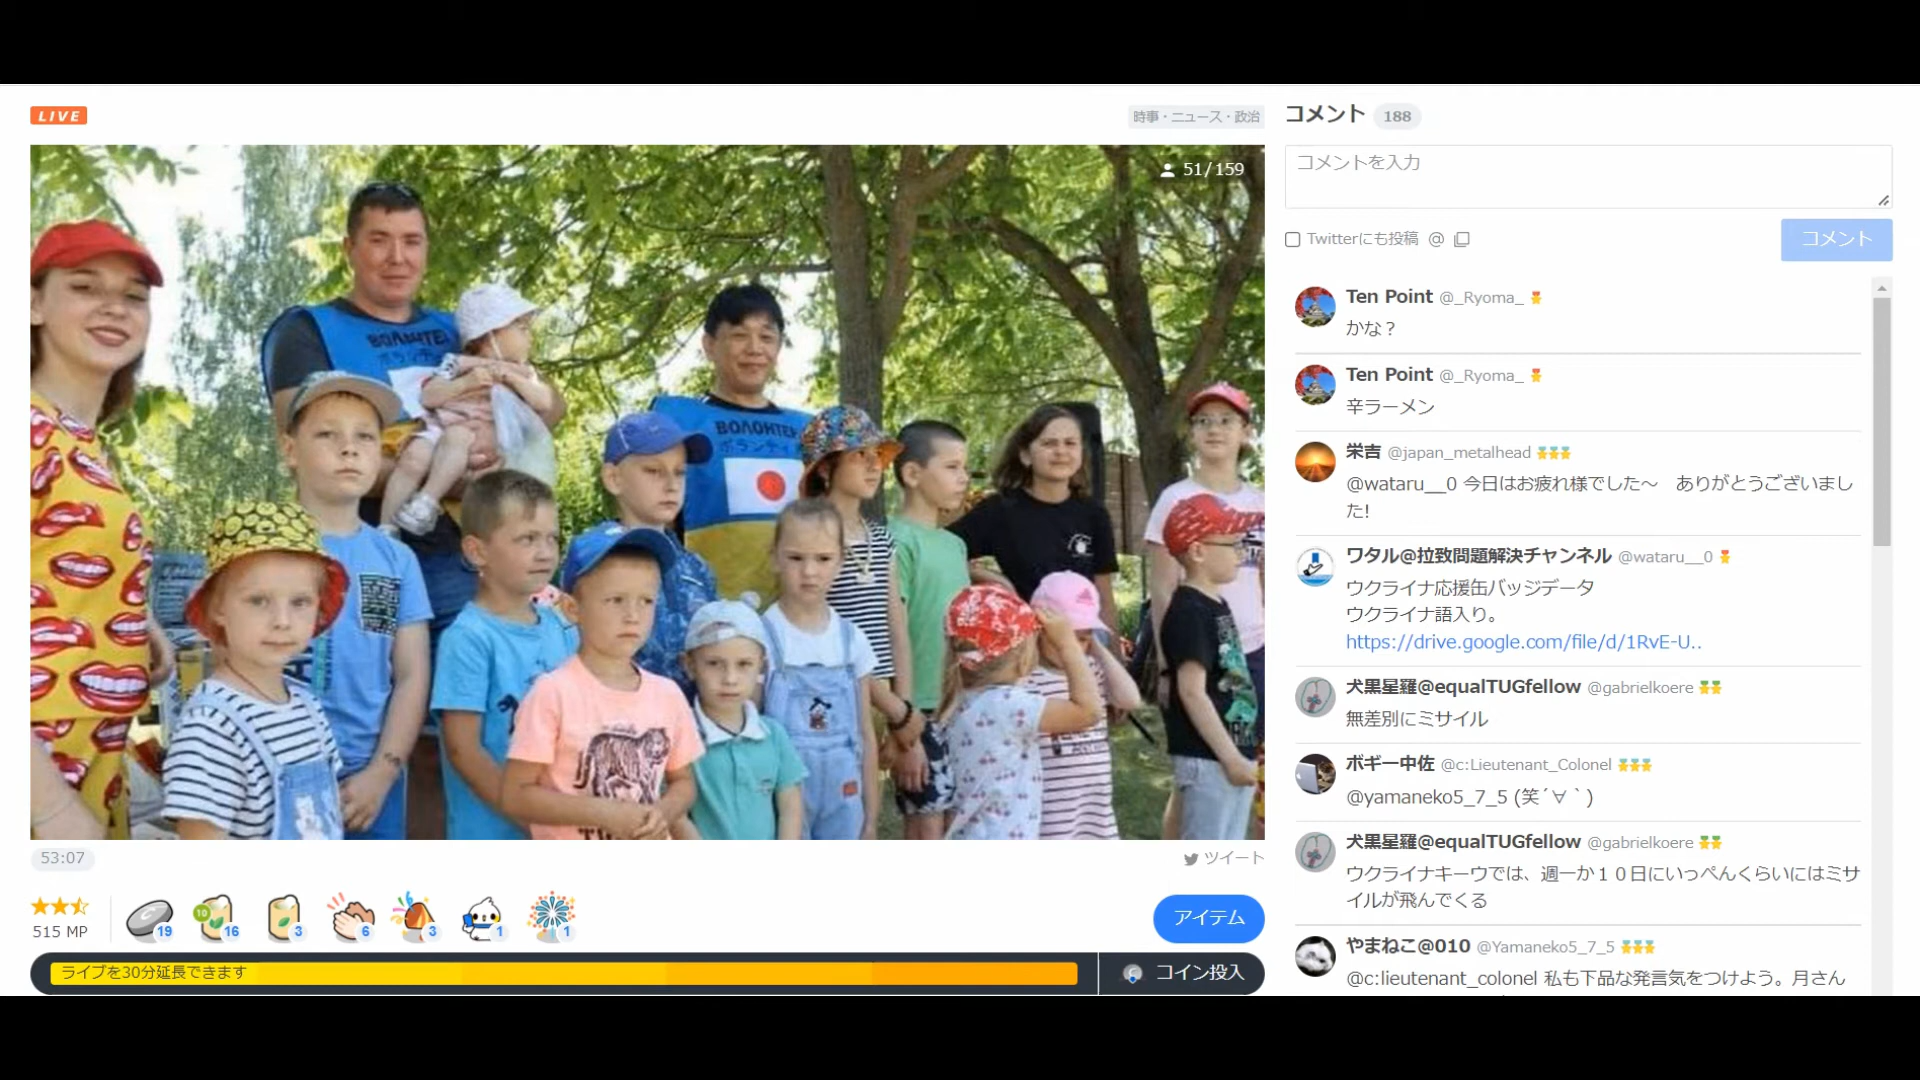 LIVE
時事・ニュース・政治
51/159
ВОЛОНТЕР
ボランティ
ВОЛОНТЕР
ボランティ
53:07
ツイート
515 MP
19
10
16
3
6
3
1
1
アイテム
ライブを30分延長できます
コイン投入
コメント 188
コメントを入力
Twitterにも投稿 @
コメント
Ten Point @_Ryoma_
かな？
Ten Point @_Ryoma_
辛ラーメン
栄吉 @japan_metalhead
@wataru__0 今日はお疲れ様でした～　ありがとうございまし
た!
ワタル@拉致問題解決チャンネル @wataru__0
ウクライナ応援缶バッジデータ
ウクライナ語入り。
https://drive.google.com/file/d/1RvE-U..
犬黒星羅@equalTUGfellow @gabrielkoere
無差別にミサイル
ボギー中佐 @c:Lieutenant_Colonel
@yamaneko5_7_5 (笑´∀｀)
犬黒星羅@equalTUGfellow @gabrielkoere
ウクライナキーウでは、週一か１０日にいっぺんくらいにはミサ
イルが飛んでくる
やまねこ@010 @Yamaneko5_7_5
@c:lieutenant_colonel 私も下品な発言気をつけよう。月さん